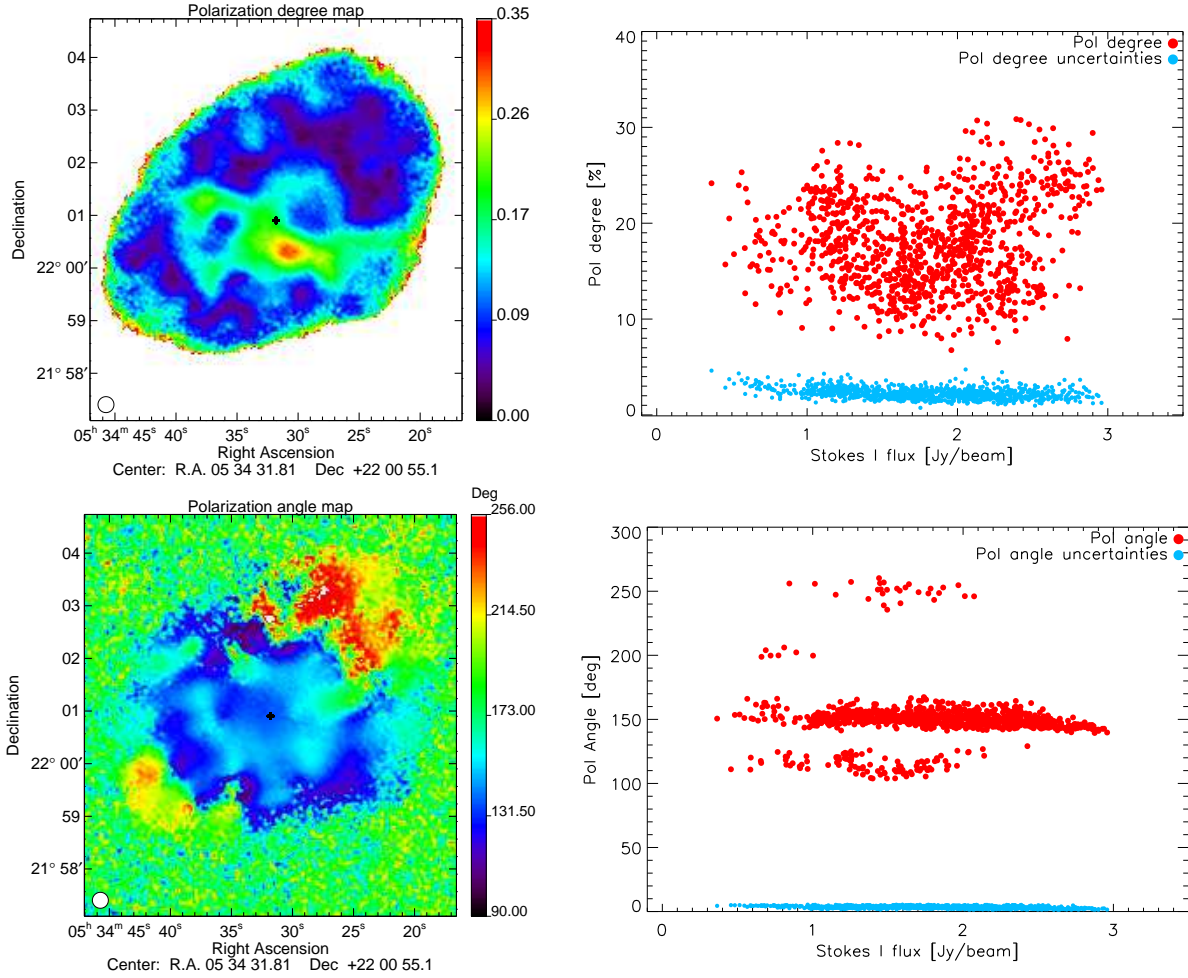 Polarization degree map
04
03
02
01
22° 00′
59
21° 58′
Declination
05h 34m 45s 40s 35s 30s 25s 20s
Right Ascension
Center: R.A. 05 34 31.81 Dec +22 00 55.1
0.35
0.26
0.17
0.09
0.00
40
30
20
10
0
Pol degree [%]
Pol degree
Pol degree uncertainties
0 1 2 3
Stokes I flux [Jy/beam]
Polarization angle map
04
03
02
01
22° 00′
59
21° 58′
Declination
05h 34m 45s 40s 35s 30s 25s 20s
Right Ascension
Center: R.A. 05 34 31.81 Dec +22 00 55.1
Deg
256.00
214.50
173.00
131.50
90.00
300
250
200
150
100
50
0
Pol Angle [deg]
Pol angle
Pol angle uncertainties
0 1 2 3
Stokes I flux [Jy/beam]